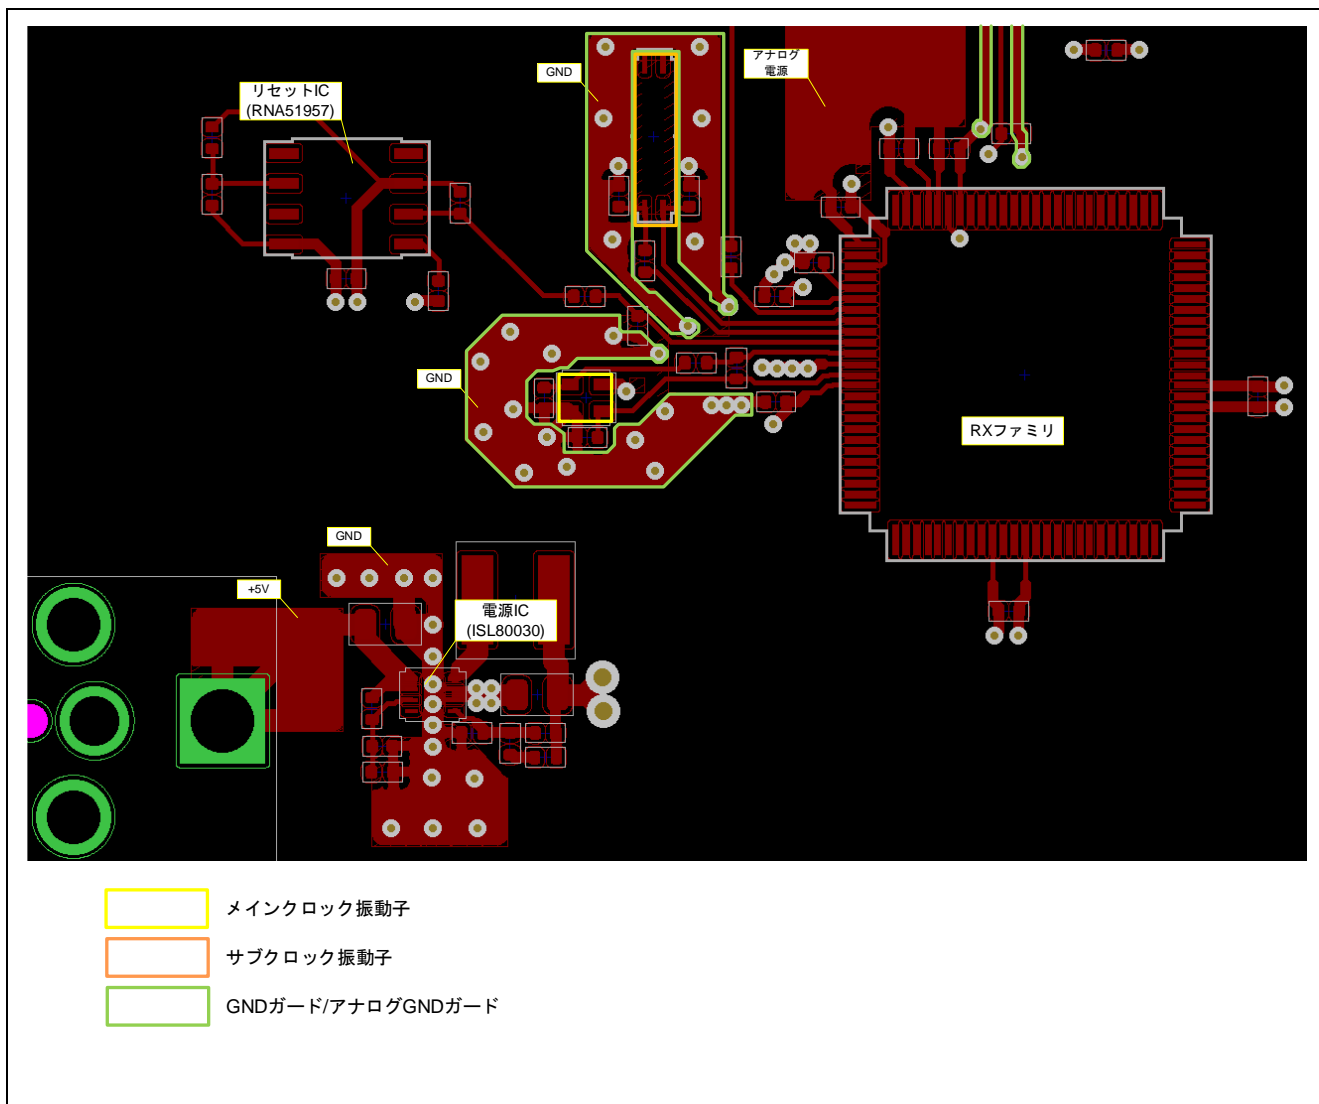 アナログ
電源
GND
リセットIC
(RNA51957)
GND
RXファミリ
GND
+5V
電源IC
(ISL80030)
メインクロック振動子
サブクロック振動子
GNDガード/アナログGNDガード